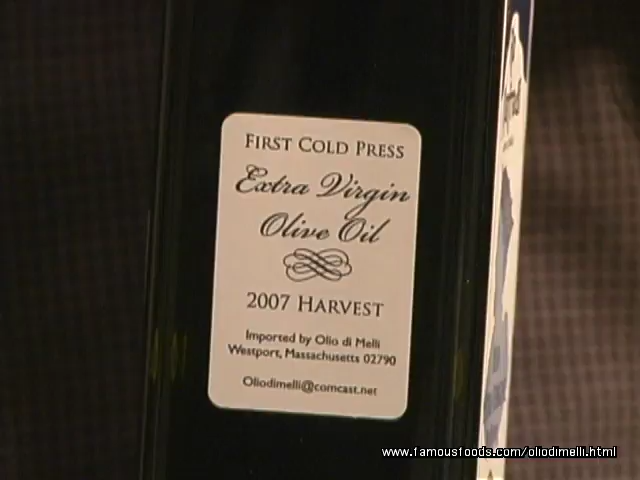 FIRST COLD PRESS
Extra Virgin
Olive Oil
2007 HARVEST
Imported by Olio di Melli
Westport, Massachusetts 02790
Oliodimelli@comcast.net
www.famousfoods.com/oliodimelli.html